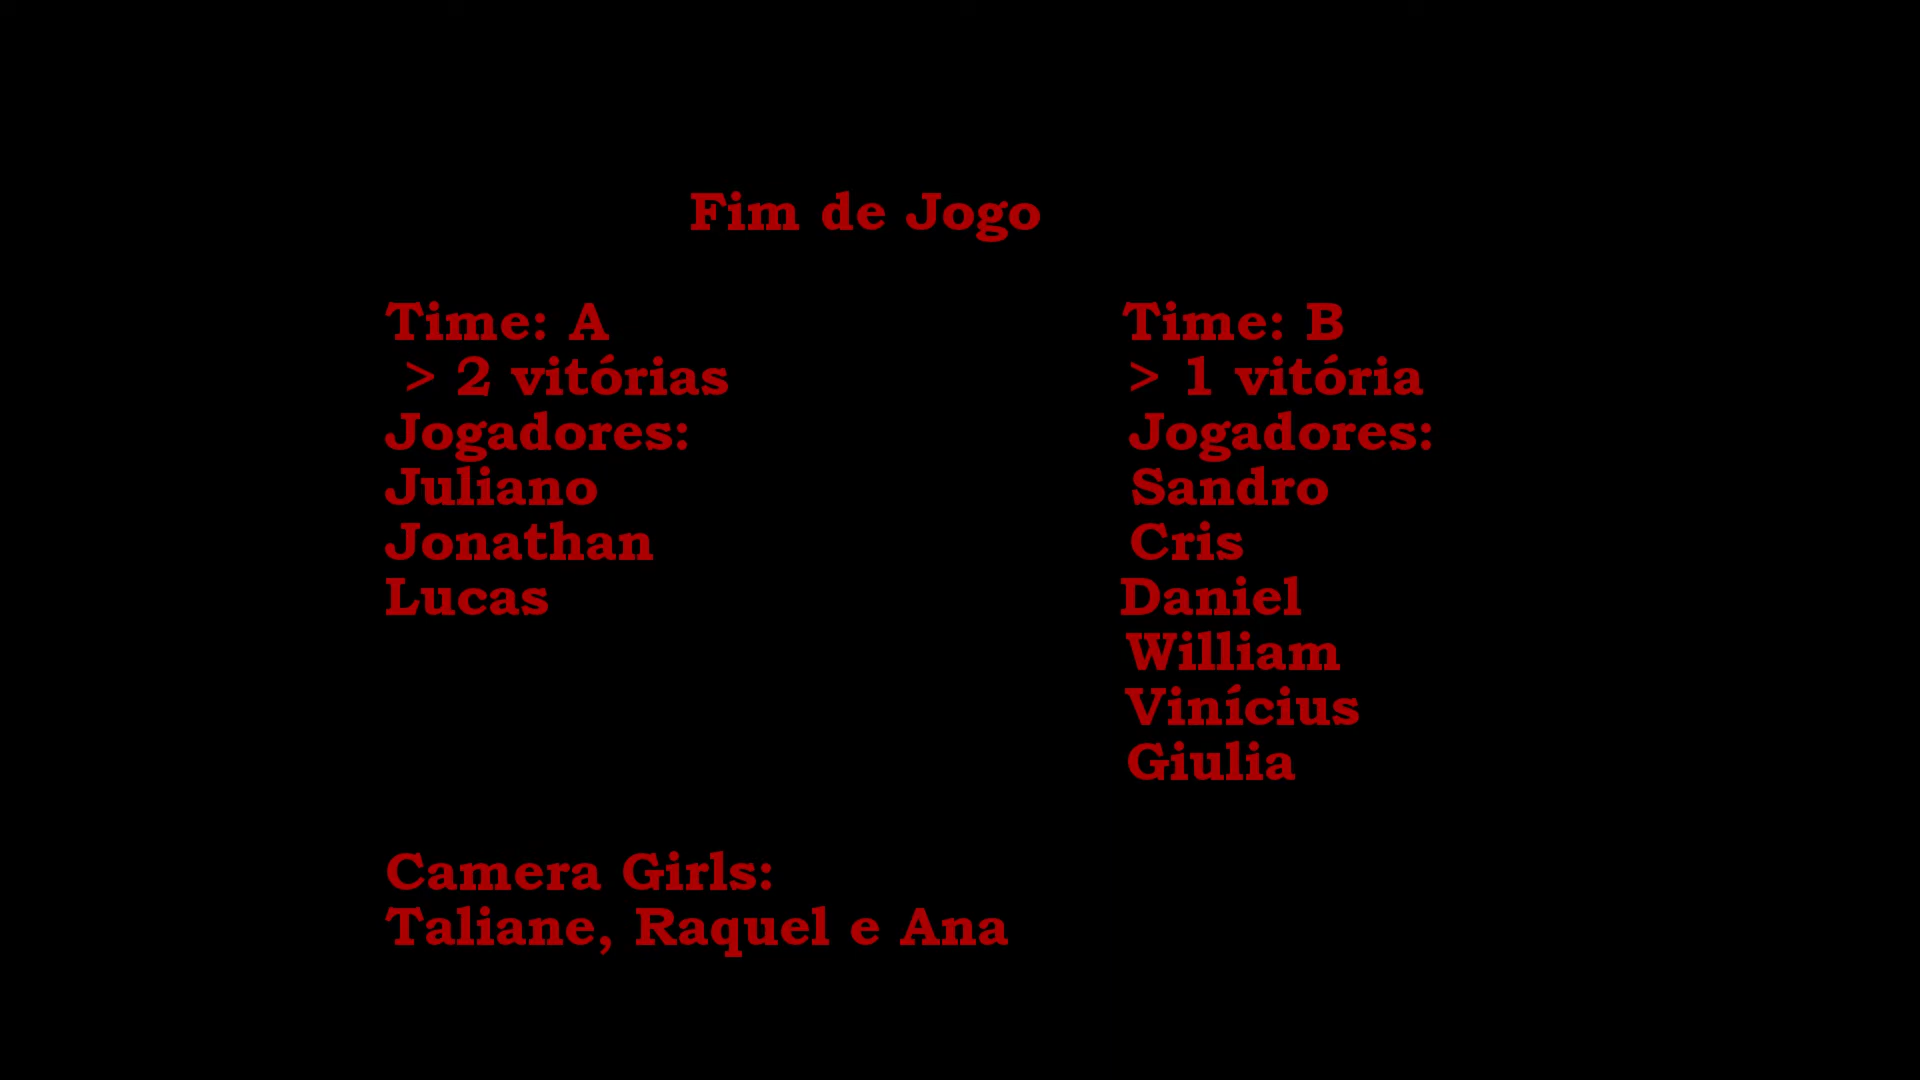 Fim de Jogo
Time: A
> 2 vitórias
Jogadores:
Juliano
Jonathan
Lucas
Time: B
> 1 vitória
Jogadores:
Sandro
Cris
Daniel
William
Vinícius
Giulia
Camera Girls:
Taliane, Raquel e Ana